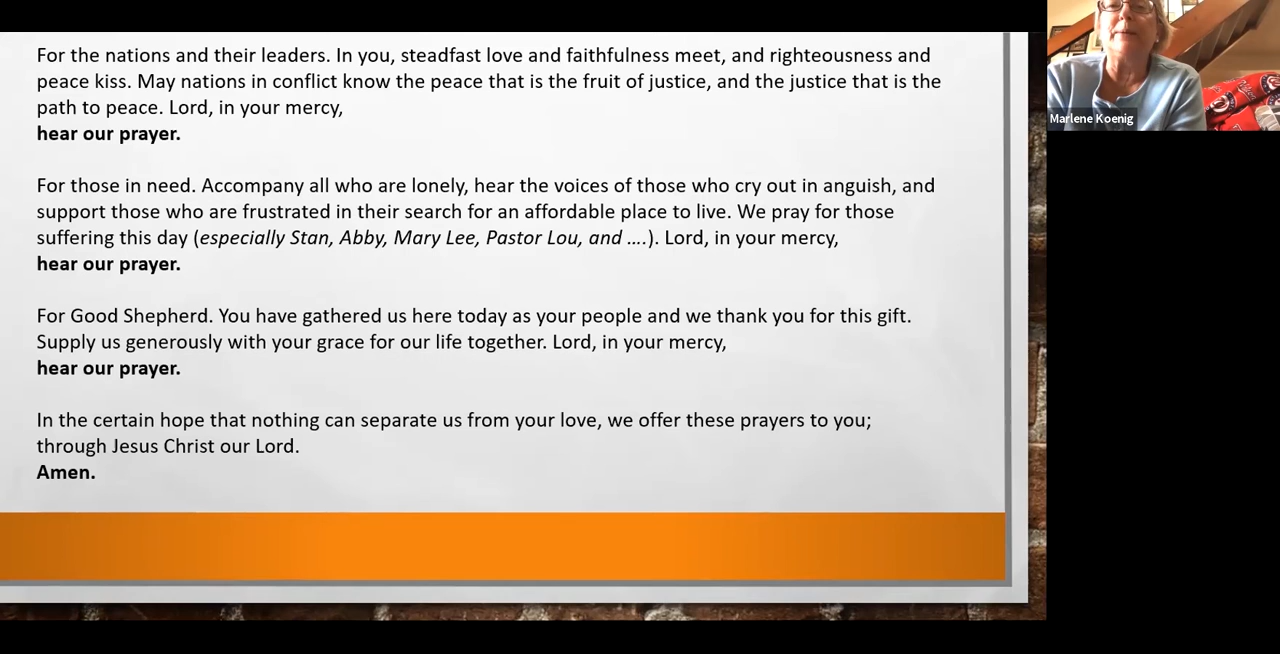 For the nations and their leaders. In you, steadfast love and faithfulness meet, and righteousness and
peace kiss. May nations in conflict know the peace that is the fruit of justice, and the justice that is the
path to peace. Lord, in your mercy,
hear our prayer.
For those in need. Accompany all who are lonely, hear the voices of those who cry out in anguish, and
support those who are frustrated in their search for an affordable place to live. We pray for those
suffering this day (especially Stan, Abby, Mary Lee, Pastor Lou, and ….). Lord, in your mercy,
hear our prayer.
For Good Shepherd. You have gathered us here today as your people and we thank you for this gift.
Supply us generously with your grace for our life together. Lord, in your mercy,
hear our prayer.
In the certain hope that nothing can separate us from your love, we offer these prayers to you;
through Jesus Christ our Lord.
Amen.
Marlene Koenig